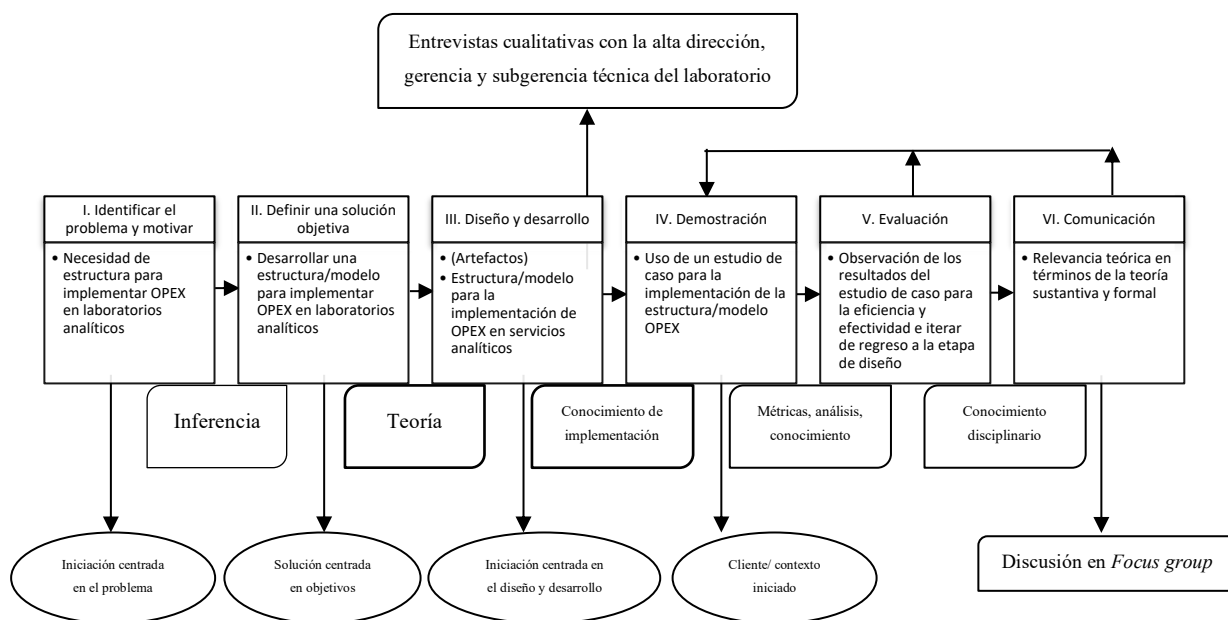 Entrevistas cualitativas con la alta dirección,
gerencia y subgerencia técnica del laboratorio
I. Identificar el
problema y motivar
• Necesidad de
estructura para
implementar OPEX
en laboratorios
analíticos
II. Definir una solución
objetiva
• Desarrollar una
estructura/modelo
para implementar
OPEX en laboratorios
analíticos
III. Diseño y desarrollo
• (Artefactos)
• Estructura/modelo
para la
implementación de
OPEX en servicios
analíticos
IV. Demostración
• Uso de un estudio de
caso para la
implementación de la
estructura/modelo
OPEX
V. Evaluación
• Observación de los
resultados del
estudio de caso para
la eficiencia y
efectividad e iterar
de regreso a la etapa
de diseño
VI. Comunicación
• Relevancia teórica en
términos de la teoría
sustantiva y formal
Inferencia
Teoría
Conocimiento de
implementación
Métricas, análisis,
conocimiento
Conocimiento
disciplinario
Iniciación centrada
en el problema
Solución centrada
en objetivos
Iniciación centrada en
el diseño y desarrollo
Cliente/ contexto
iniciado
Discusión en Focus group